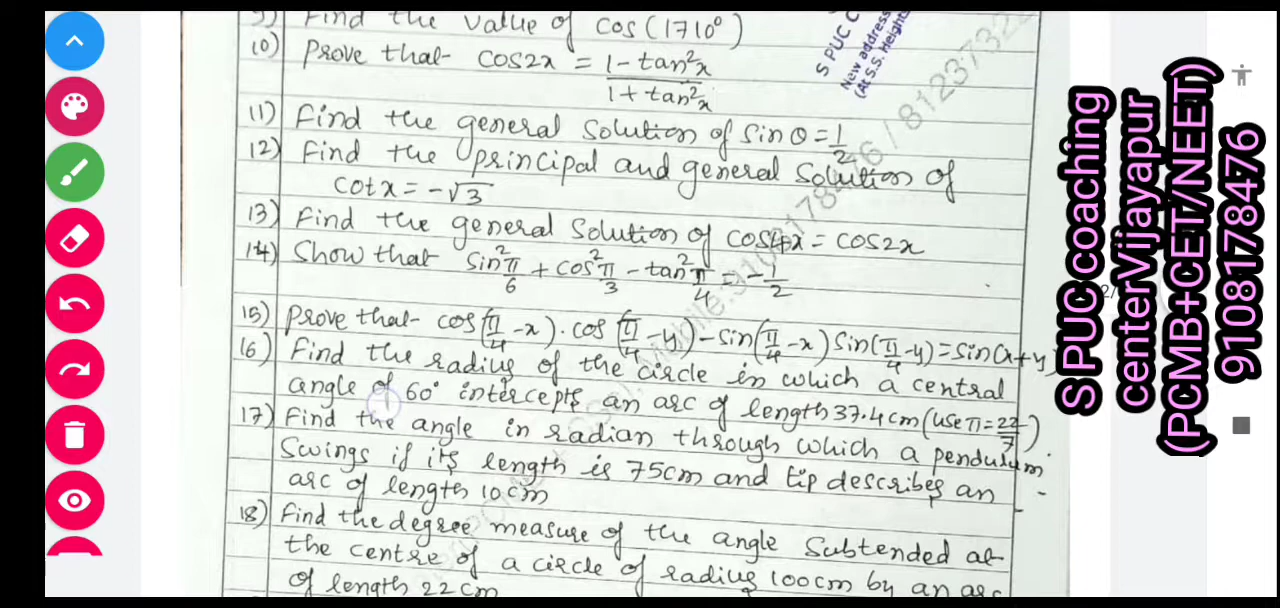 9) Find the value of cos(1710°)
10) Prove that cos2x = 1 - tan²x / 1 + tan²x
11) Find the general solution of sin θ = 1/2
12) Find the principal and general solution of
cot x = -√3
13) Find the general solution of cos4x = cos2x
14) Show that sin²π/6 + cos²π/3 - tan²π/4 = -1/2
15) Prove that cos(π/4 - x) . cos(π/4 - y) - sin(π/4 - x) sin(π/4 - y) = sin(x+y)
16) Find the radius of the circle in which a central
angle of 60° intercepts an arc of length 37.4cm (use π = 22/7).
17) Find the angle in radian through which a pendulum
swings if its length is 75cm and tip describes an
arc of length 10cm
18) Find the degree measure of the angle subtended at
the centre of a circle of radius 100cm by an arc
of length 22cm
S PUC C
New address
(At S.S. Height
S PUC coaching
centerVijayapur
(PCMB+CET/NEET)
9108178476